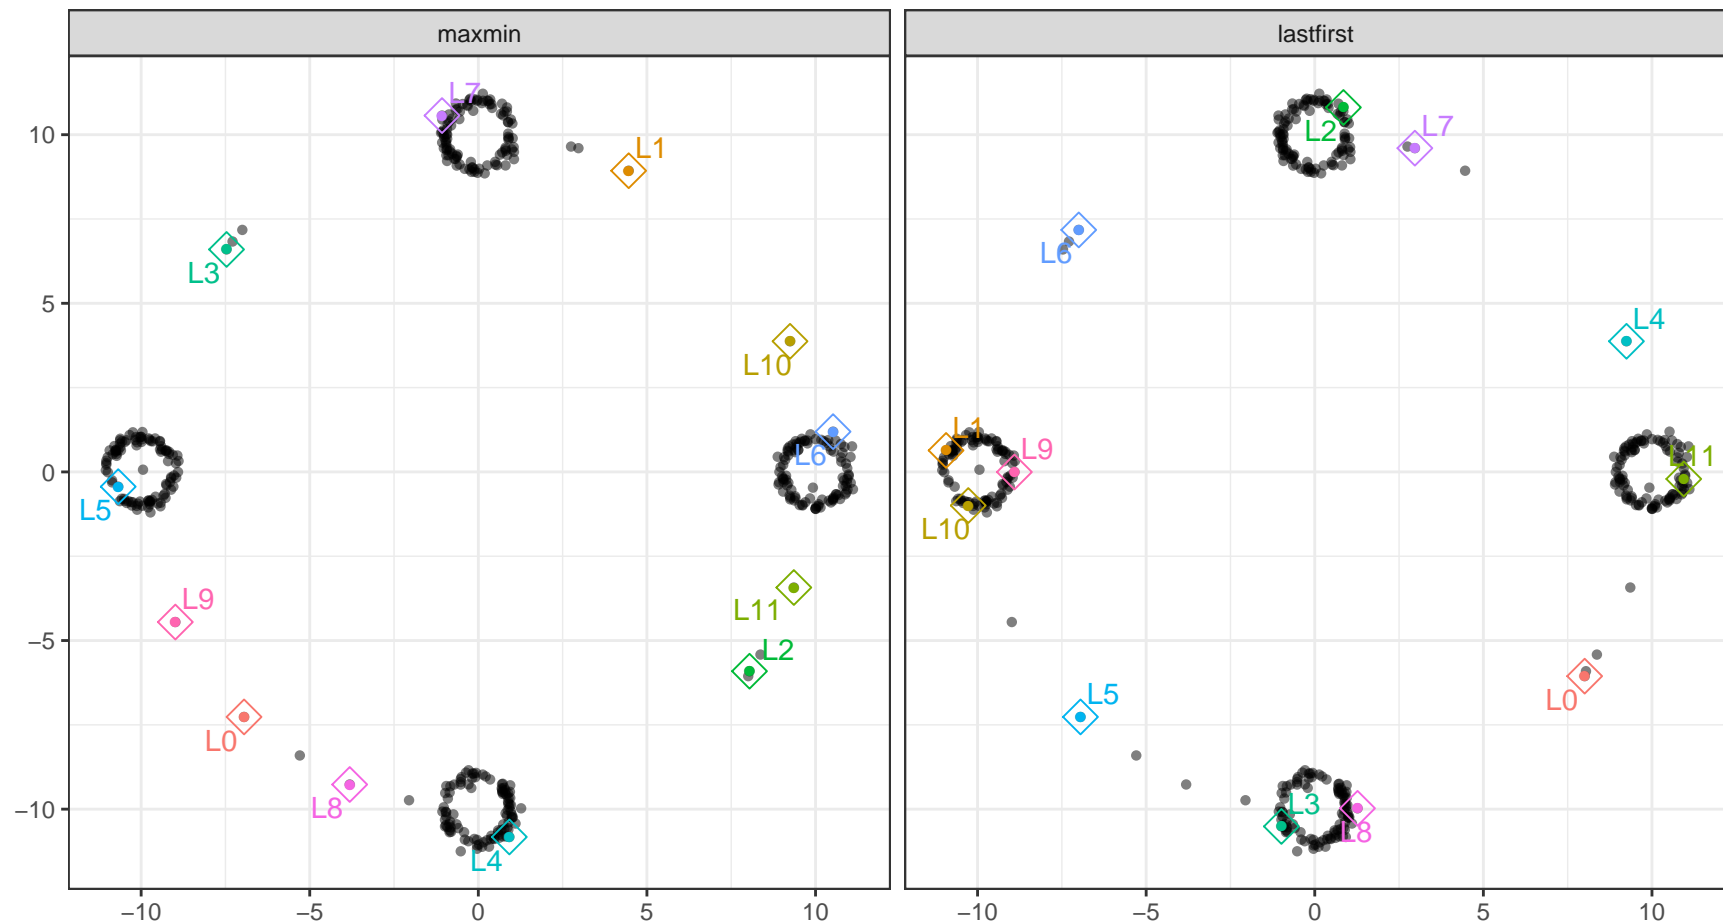 maxmin lastfirst
L7 L2 L7
10 L1
L6
L3
5 L4
L10
L1
L6 L9 L11
0
L5 L10
L9
L11
−5 L2
L5 L0
L0
L8 L3
−10 L8
L4
−10 −5 0 5 10 −10 −5 0 5 10